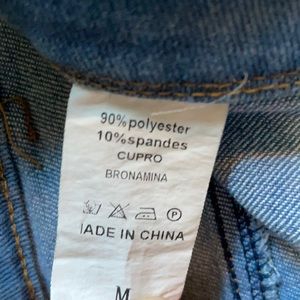 90%polyester
10%spandes
CUPRO
BRONAMINA
P
IADE IN CHINA
M